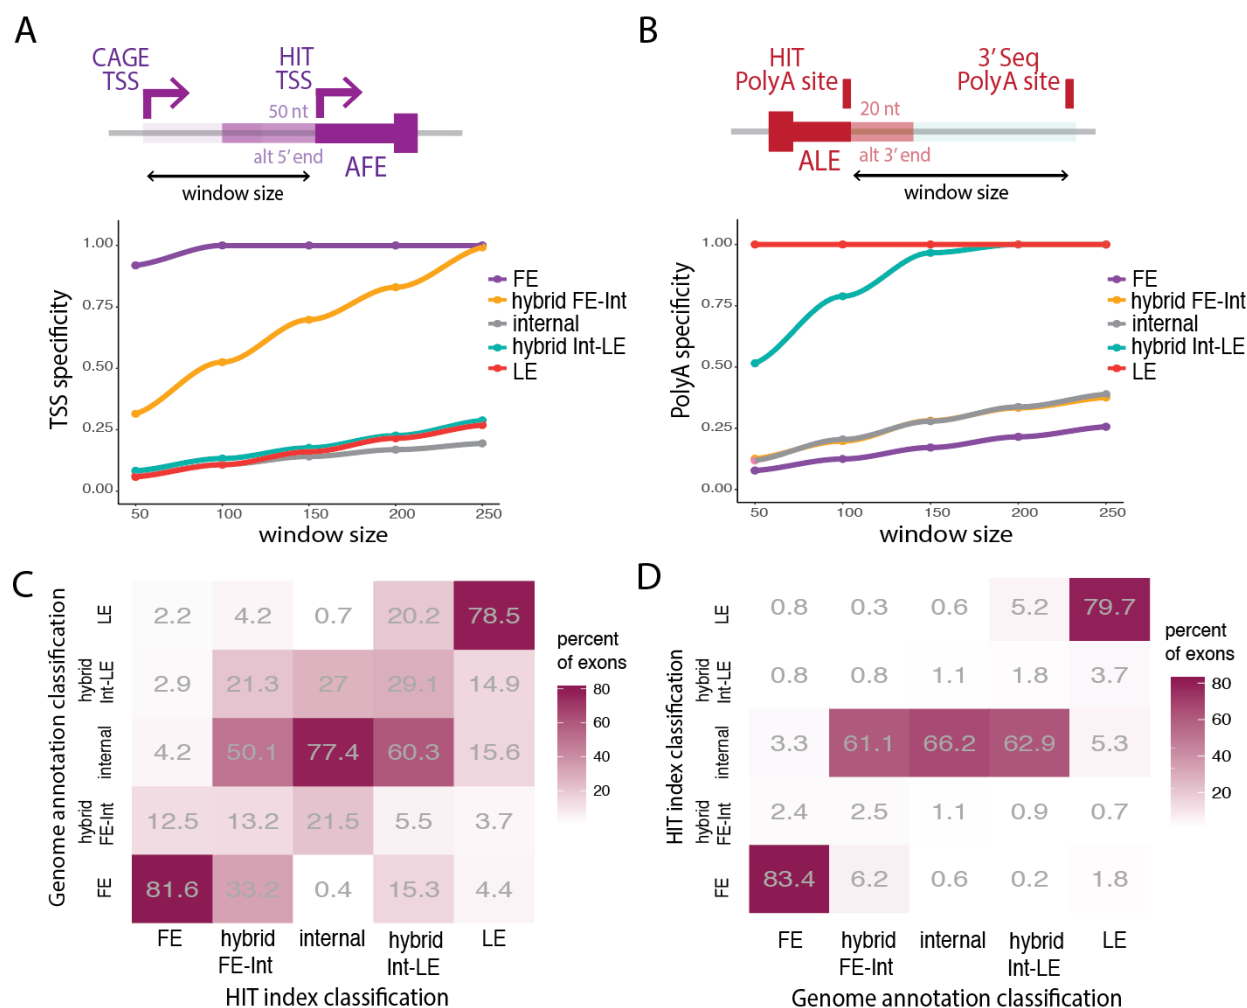 A
CAGE
TSS
HIT
TSS
50 nt
alt 5' end
AFE
window size
TSS specificity
1.00
0.75
0.50
0.25
0.00
50
100
150
200
250
window size
FE
hybrid FE-Int
internal
hybrid Int-LE
LE
B
HIT
PolyA site
3' Seq
PolyA site
20 nt
alt 3' end
ALE
window size
PolyA specificity
1.00
0.75
0.50
0.25
0.00
50
100
150
200
250
window size
FE
hybrid FE-Int
internal
hybrid Int-LE
LE
C
Genome annotation classification
LE
2.2 4.2 0.7 20.2 78.5
hybrid
Int-LE
2.9 21.3 27 29.1 14.9
internal
4.2 50.1 77.4 60.3 15.6
hybrid
FE-Int
12.5 13.2 21.5 5.5 3.7
FE
81.6 33.2 0.4 15.3 4.4
FE
hybrid
FE-Int
internal
hybrid
Int-LE
LE
HIT index classification
percent
of exons
80
60
40
20
D
HIT index classification
LE
0.8 0.3 0.6 5.2 79.7
hybrid
Int-LE
0.8 0.8 1.1 1.8 3.7
internal
3.3 61.1 66.2 62.9 5.3
hybrid
FE-Int
2.4 2.5 1.1 0.9 0.7
FE
83.4 6.2 0.6 0.2 1.8
FE
hybrid
FE-Int
internal
hybrid
Int-LE
LE
Genome annotation classification
percent
of exons
80
60
40
20